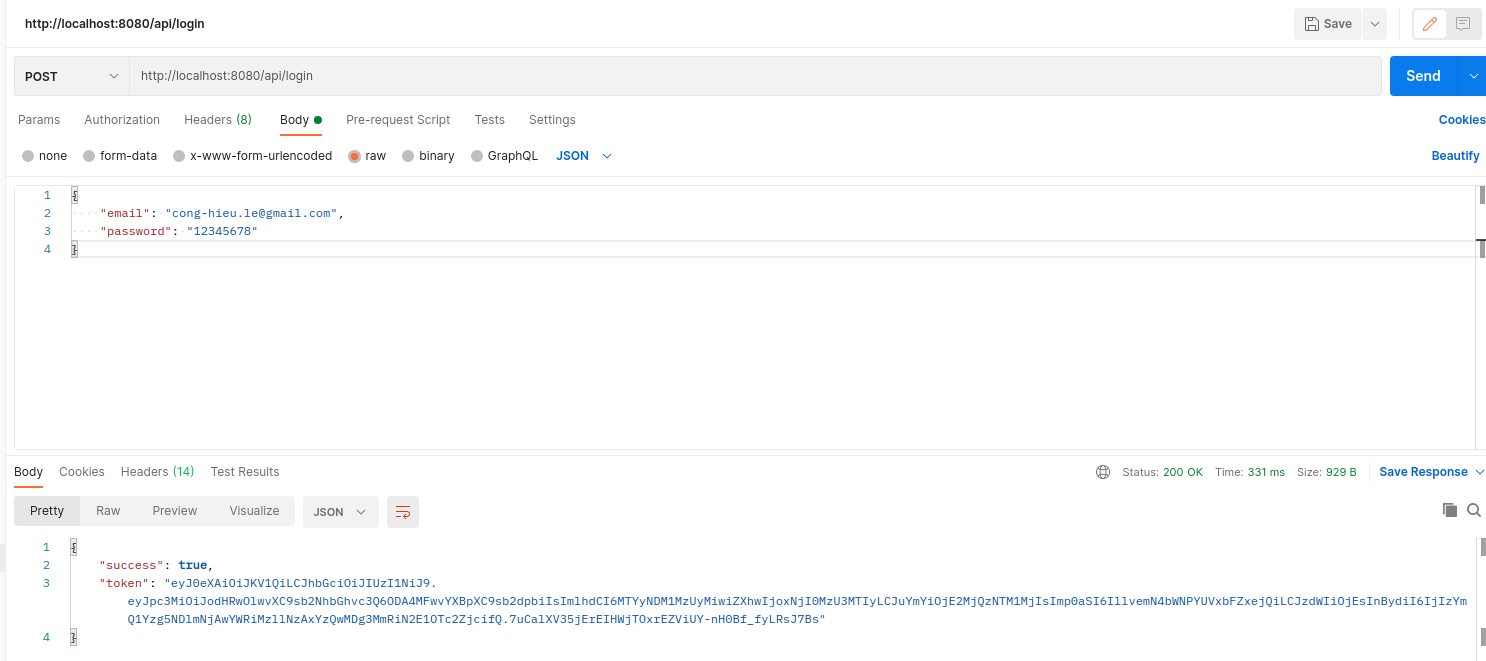 http://localhost:8080/api/login
Save
POST
http://localhost:8080/api/login
Send
Params Authorization Headers (8) Body Pre-request Script Tests Settings Cookies
none form-data x-www-form-urlencoded raw binary GraphQL JSON Beautify
1 {
2 "email": "cong-hieu.le@gmail.com",
3 "password": "12345678"
4 }
Body Cookies Headers (14) Test Results Status: 200 OK Time: 331 ms Size: 929 B Save Response
Pretty Raw Preview Visualize JSON
1 {
2 "success": true,
3 "token": "eyJ0eXAiOiJKV1QiLCJhbGciOiJIUzI1NiJ9.
eyJpc3MiOiJodHRwOlwvXC9sb2NhbGhvc3Q6ODA4MFwvYXBpXC9sb2dpbiIsImlhdCI6MTYyNDM1MzUyMiwiZXhwIjoxNjI0MzU3MTIyLCJuYmYiOjE2MjQzNTM1MjIsImp0aSI6IllvemN4bWNPYUVxbFZxejQiLCJzdWIiOjEsInBydiI6IjIzYm
Q1Yzg5NDlmNjAwYWRiMzllNzAxYzQwMDg3MmRiN2E1OTc2ZjcifQ.7uCalXV35jErEIHWjTOxrEZViUY-nH0Bf_fyLRsJ7Bs"
4 }